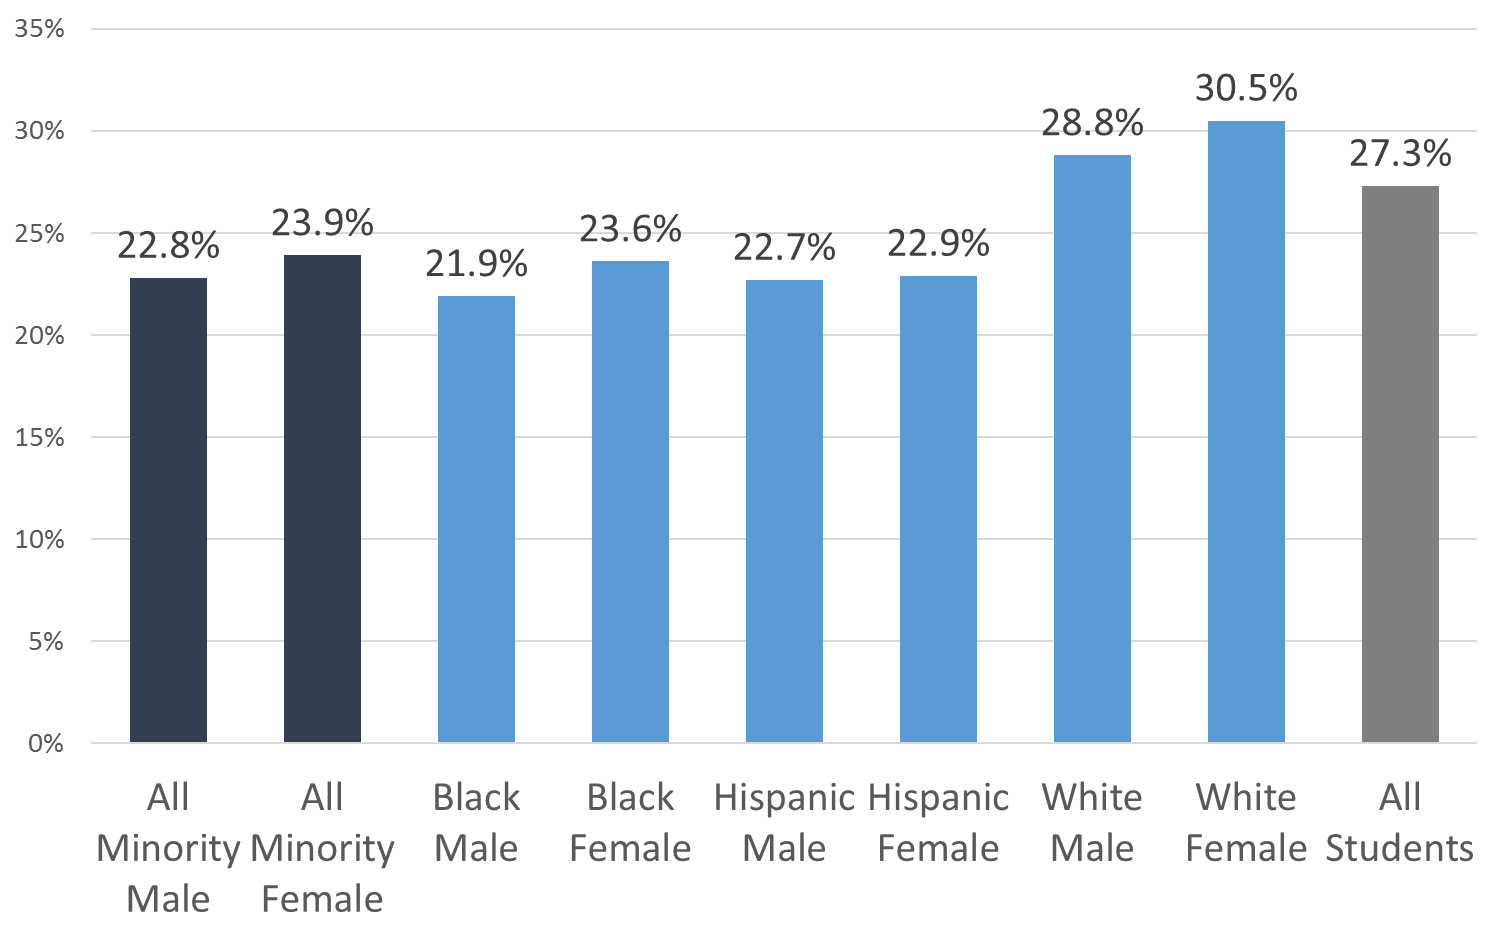 35%
30%
25%
20%
15%
10%
5%
0%
22.8%
23.9%
21.9%
23.6%
22.7%
22.9%
28.8%
30.5%
27.3%
All
Minority
Male
All
Minority
Female
Black
Male
Black
Female
Hispanic
Male
Hispanic
Female
White
Male
White
Female
All
Students